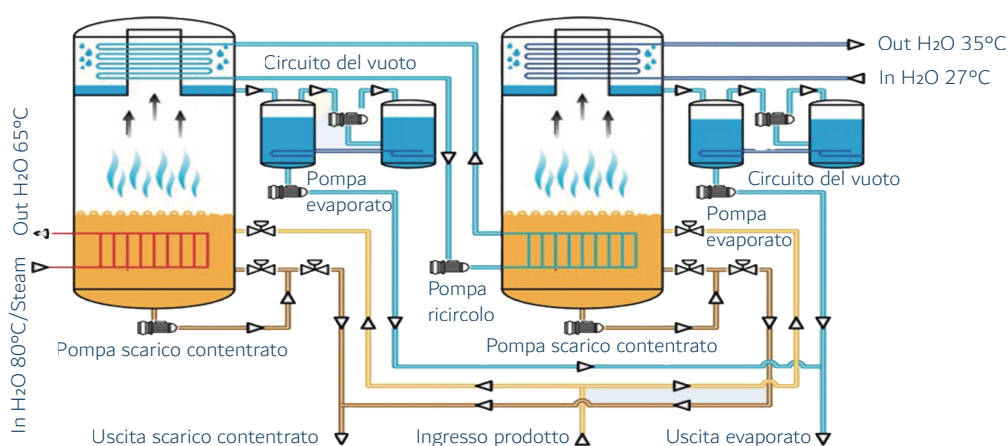 Out H2O 35°C
Circuito del vuoto
In H2O 27°C
Out H2O 65°C
In H2O 80°C/Steam
Pompa
evaporato
Circuito del vuoto
Pompa
evaporato
Pompa
ricircolo
Pompa scarico contentrato
Pompa scarico contentrato
Uscita scarico contentrato
Ingresso prodotto
Uscita evaporato